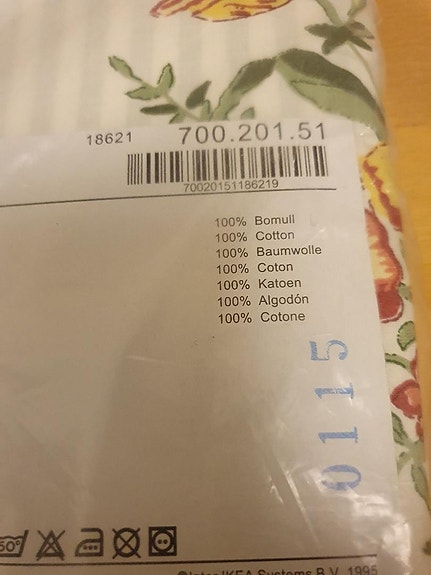 18621 700.201.51
70020151186219
100% Bomull
100% Cotton
100% Baumwolle
100% Coton
100% Katoen
100% Algodón
100% Cotone
0115
60°
©Inter IKEA Systems B.V. 1995